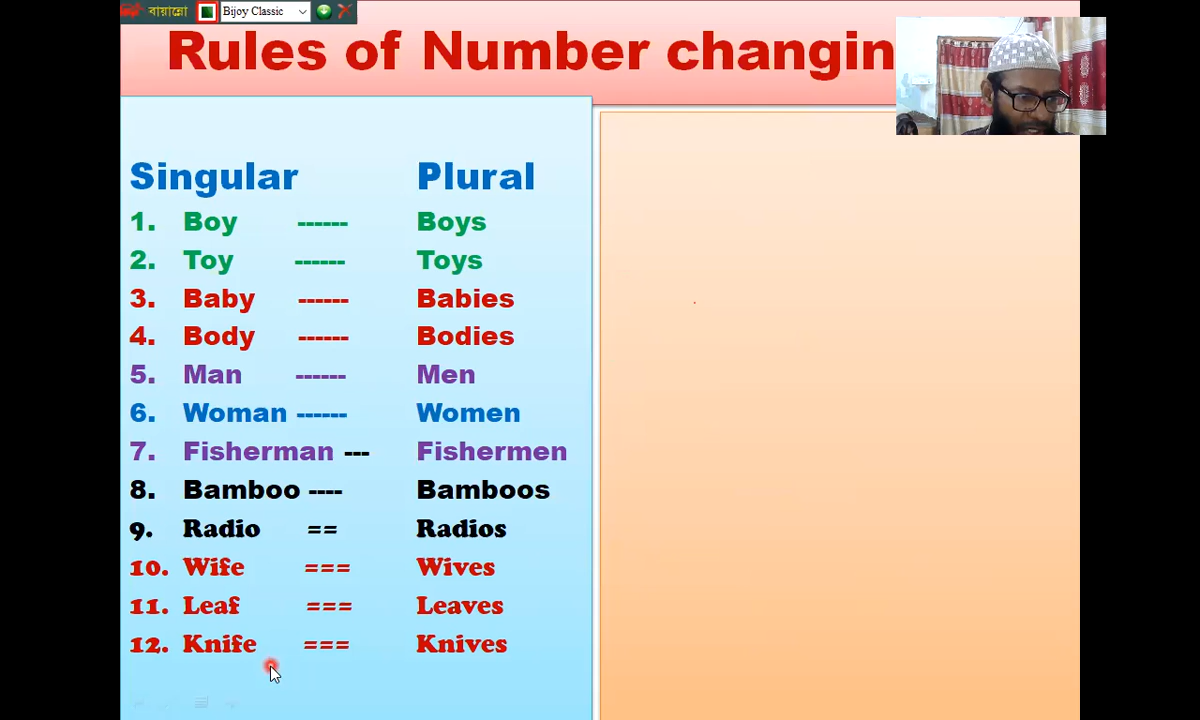 বায়ান্নো Bijoy Classic
Rules of Number changin
Singular Plural
1. Boy ------ Boys
2. Toy ------ Toys
3. Baby ------ Babies
4. Body ------ Bodies
5. Man ------ Men
6. Woman ------ Women
7. Fisherman --- Fishermen
8. Bamboo ---- Bamboos
9. Radio == Radios
10. Wife === Wives
11. Leaf === Leaves
12. Knife === Knives